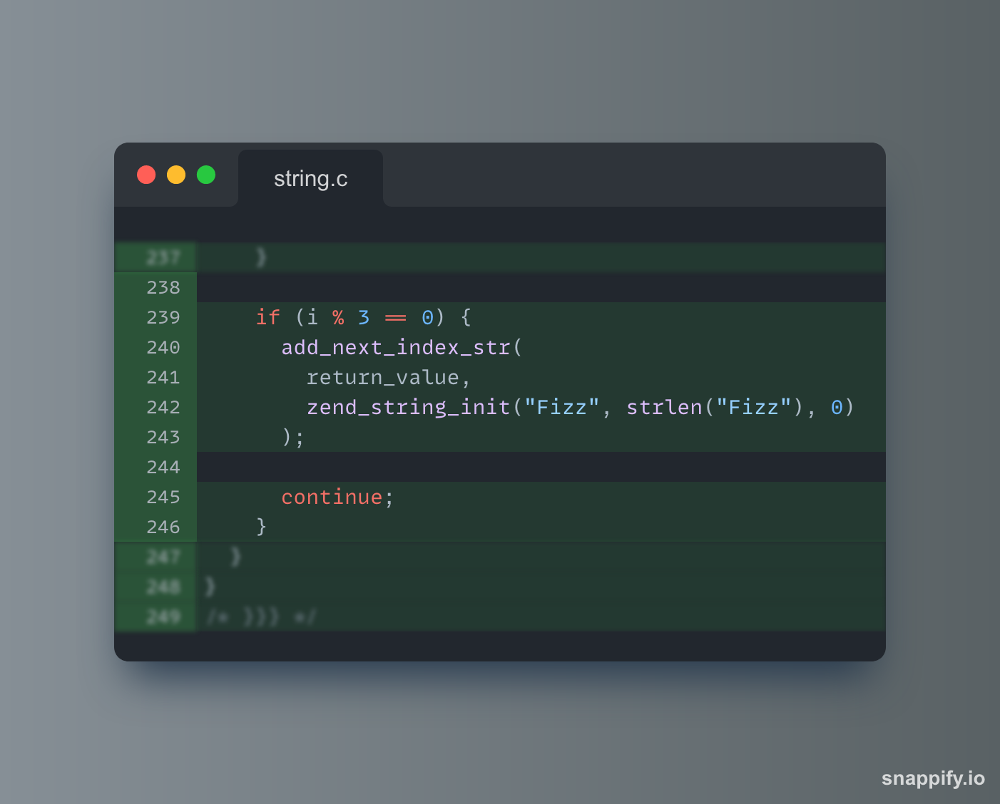 string.c
237 }
238
239 if (i % 3 == 0) {
240 add_next_index_str(
241 return_value,
242 zend_string_init("Fizz", strlen("Fizz"), 0)
243 );
244
245 continue;
246 }
247 }
248 }
249 /* }}} */
snappify.io